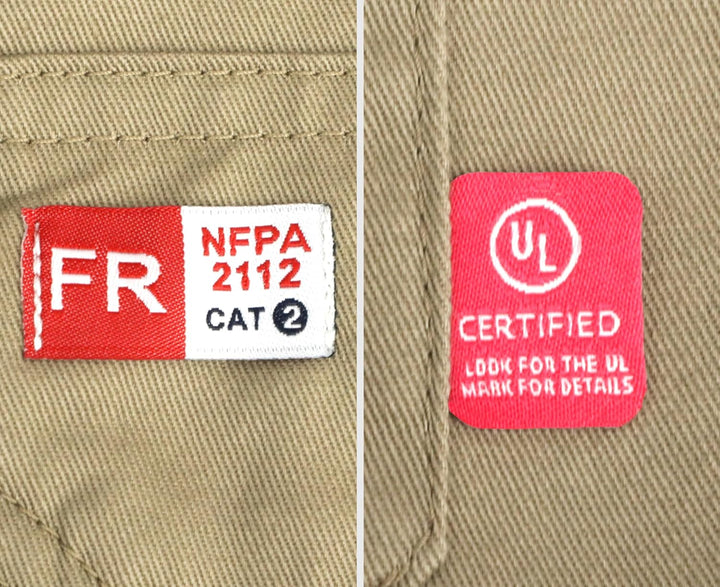 FR
NFPA
2112
CAT 2
UL
CERTIFIED
LOOK FOR THE UL
MARK FOR DETAILS